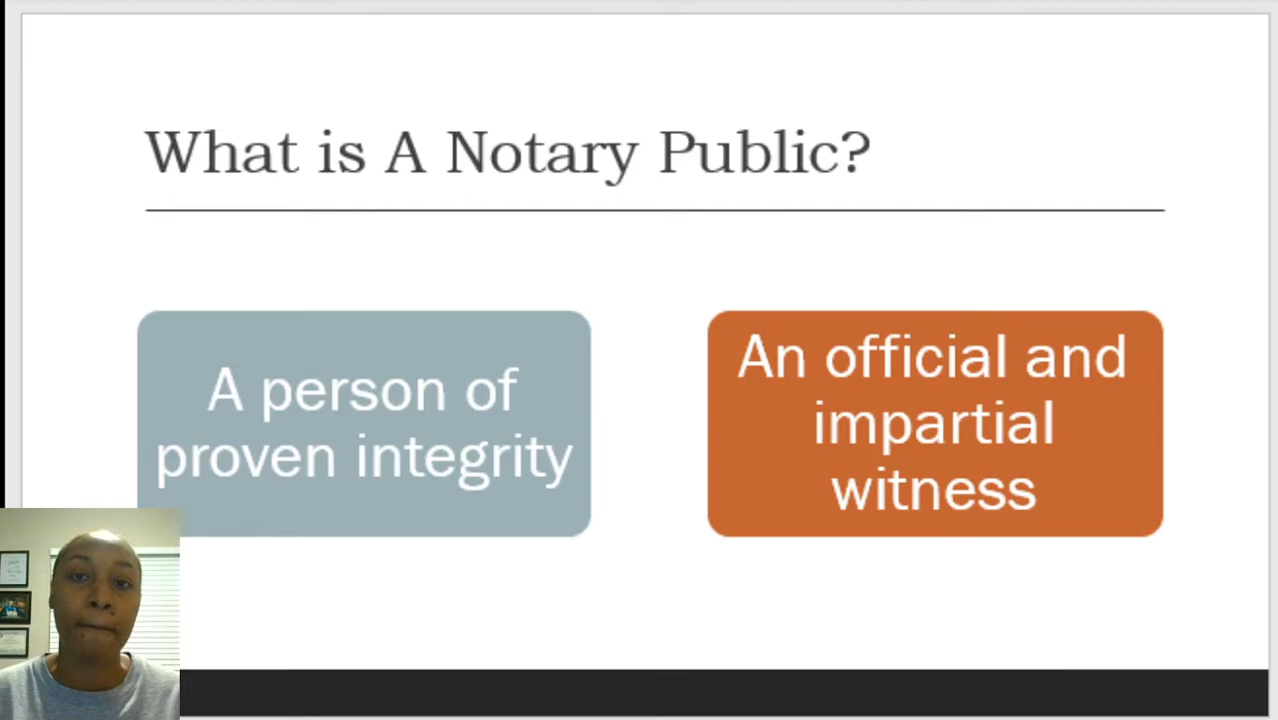 What is A Notary Public?
A person of
proven integrity
An official and
impartial
witness